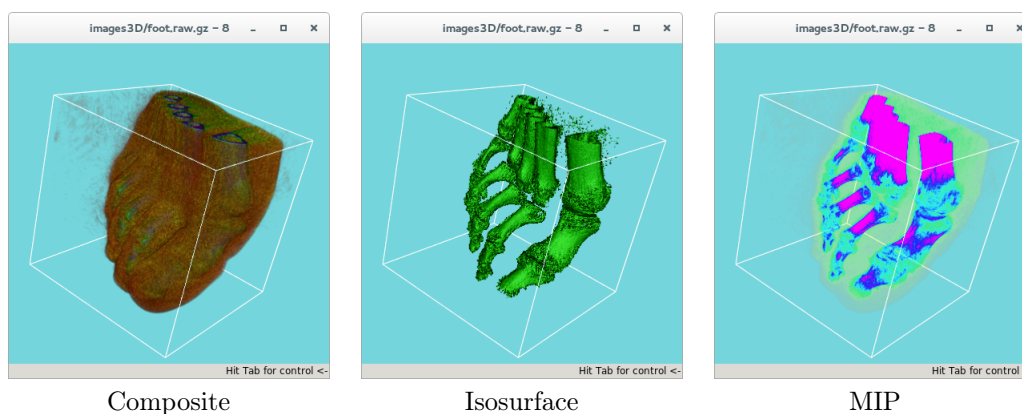 images3D/foot.raw.gz – 8
images3D/foot.raw.gz – 8
images3D/foot.raw.gz – 8
Hit Tab for control <-
Hit Tab for control <-
Hit Tab for control
Composite
Isosurface
MIP